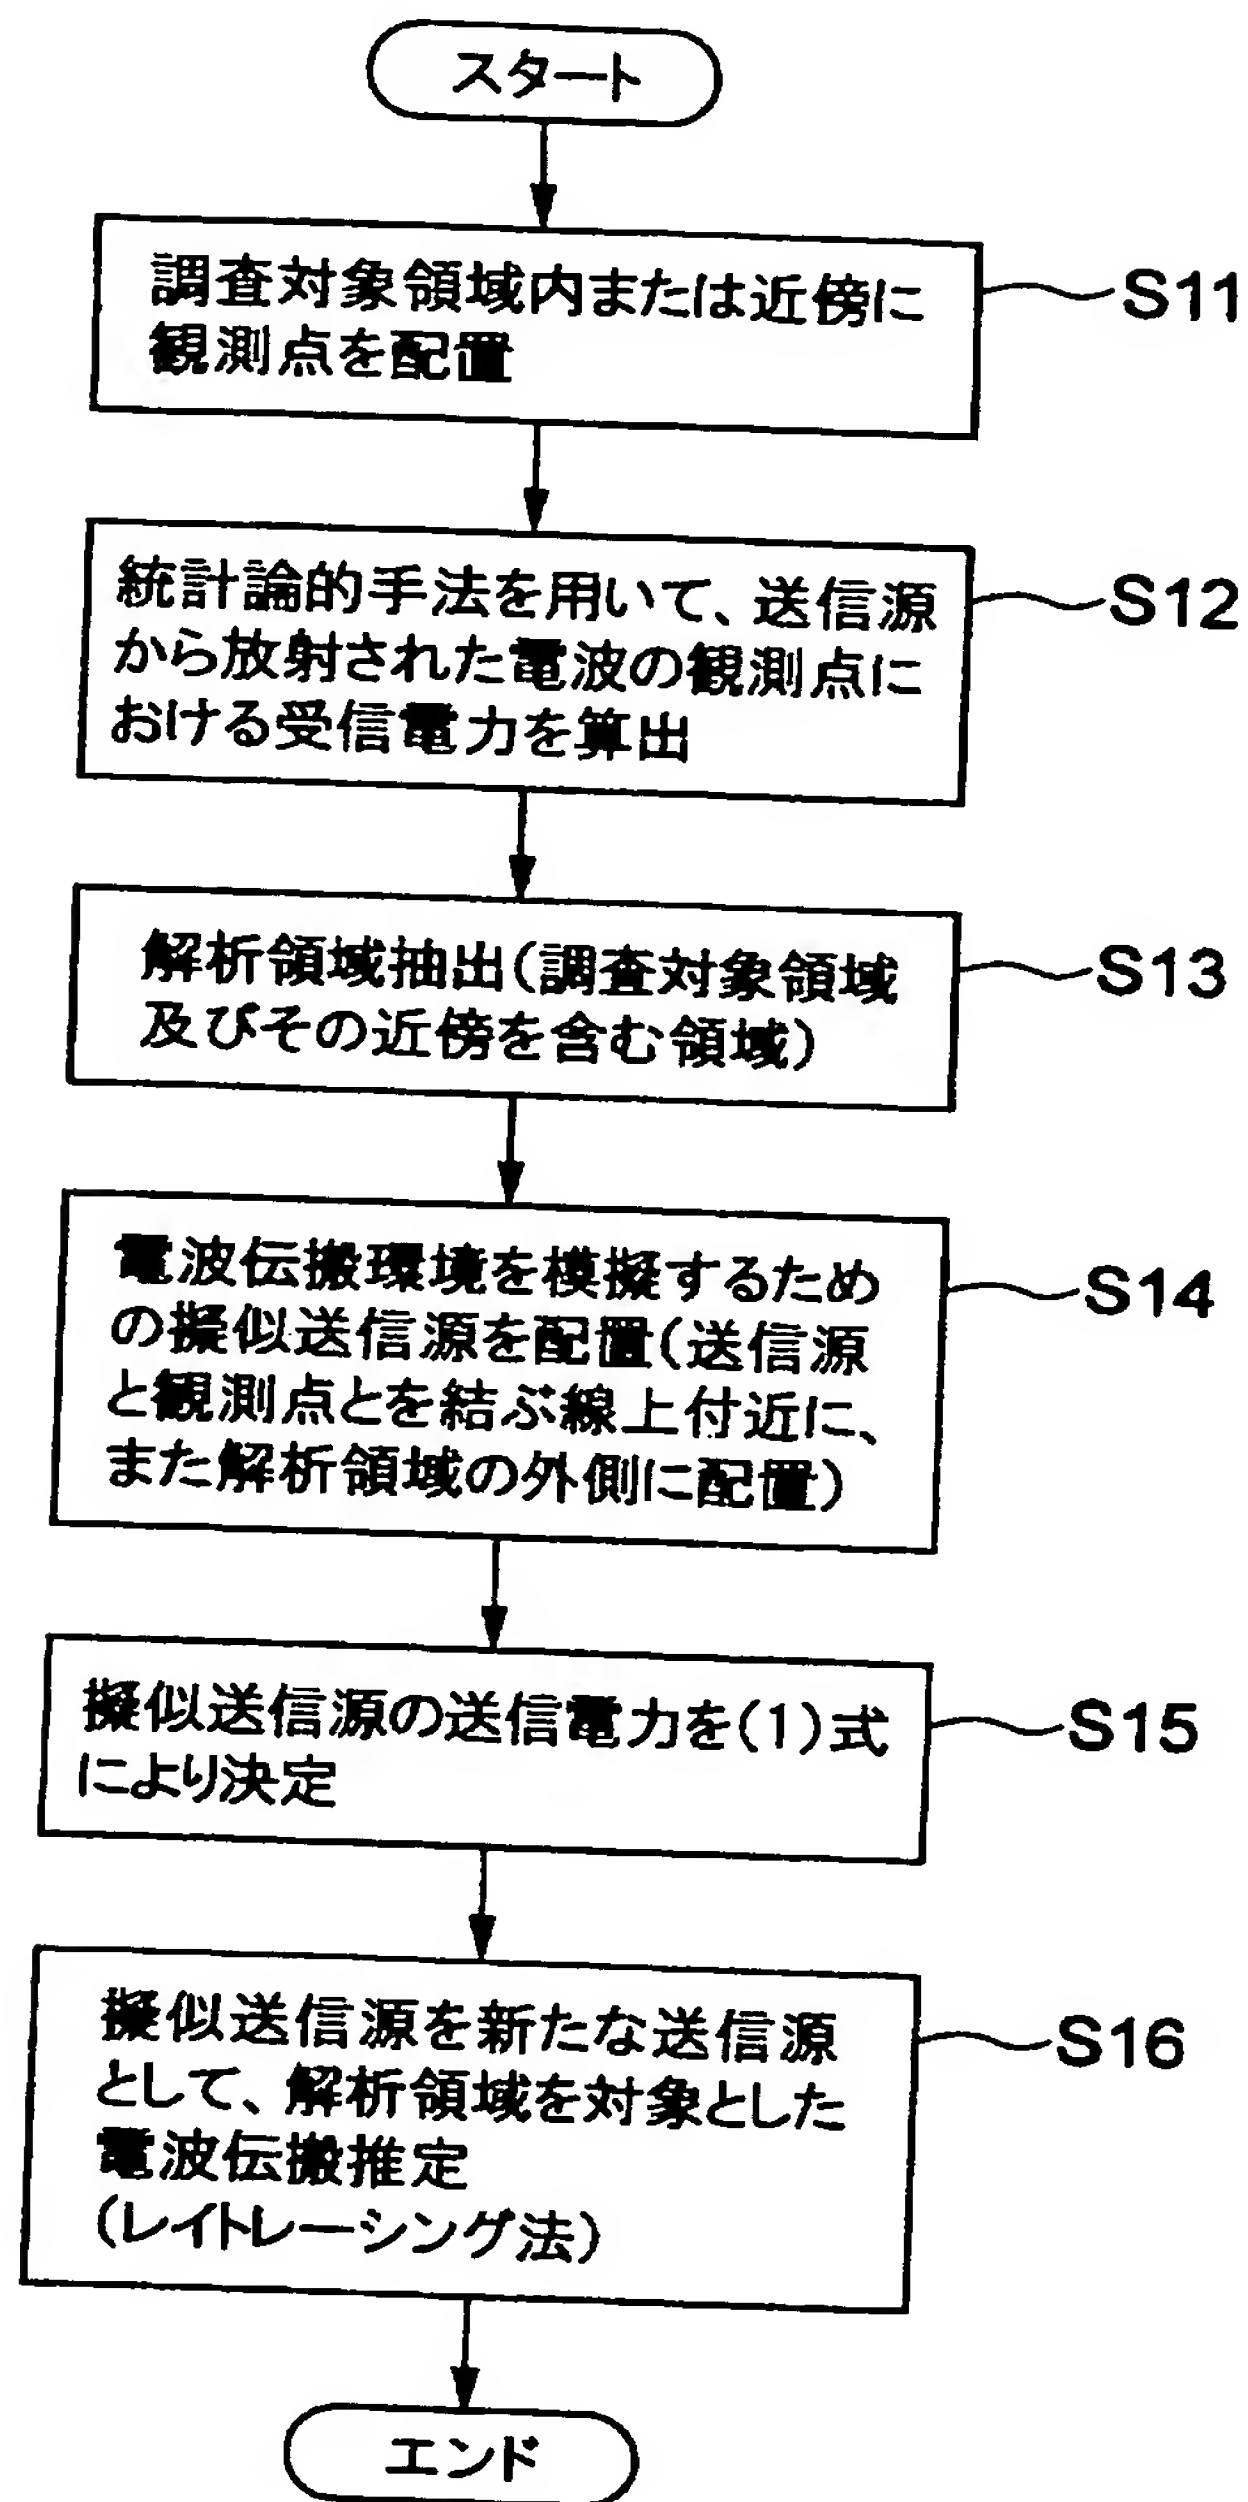 スタート
調査対象領域内または近傍に
観測点を配置
S11
統計論的手法を用いて、送信源
から放射された電波の観測点に
おける受信電力を算出
S12
解析領域抽出(調査対象領域
及びその近傍を含む領域)
S13
電波伝搬環境を模擬するため
の擬似送信源を配置(送信源
と観測点とを結ぶ線上付近に、
また解析領域の外側に配置)
S14
擬似送信源の送信電力を(1)式
により決定
S15
擬似送信源を新たな送信源
として、解析領域を対象とした
電波伝搬推定
(レイトレーシング法)
S16
エンド